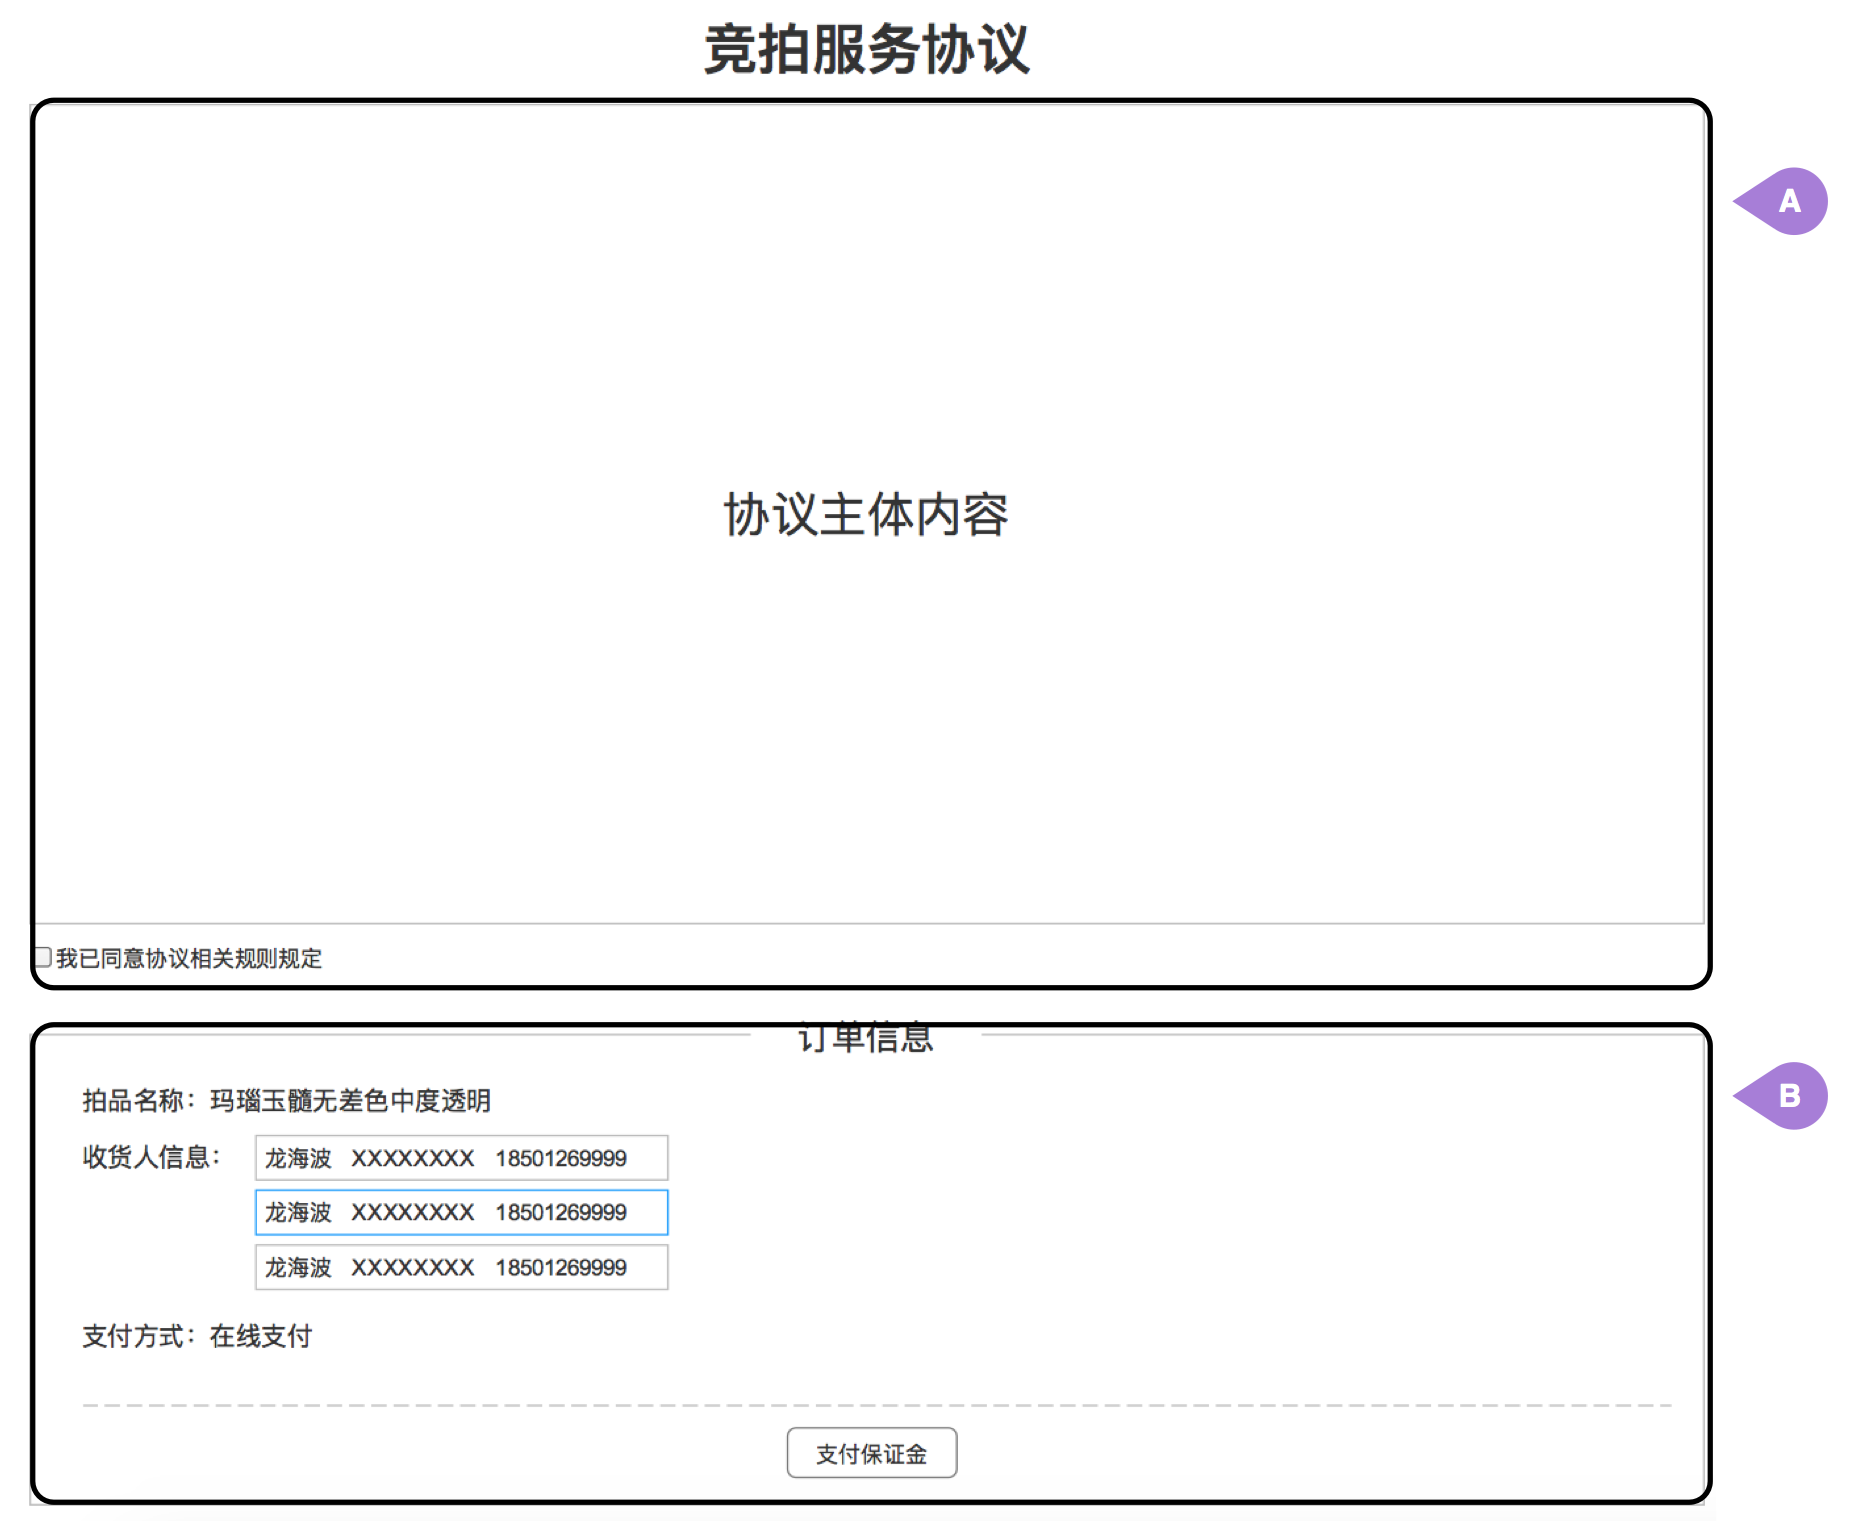 竞拍服务协议
A
协议主体内容
我已同意协议相关规则规定
订单信息
B
拍品名称：玛瑙玉髓无差色中度透明
收货人信息：
龙海波 XXXXXXXX 18501269999
龙海波 XXXXXXXX 18501269999
龙海波 XXXXXXXX 18501269999
支付方式：在线支付
支付保证金